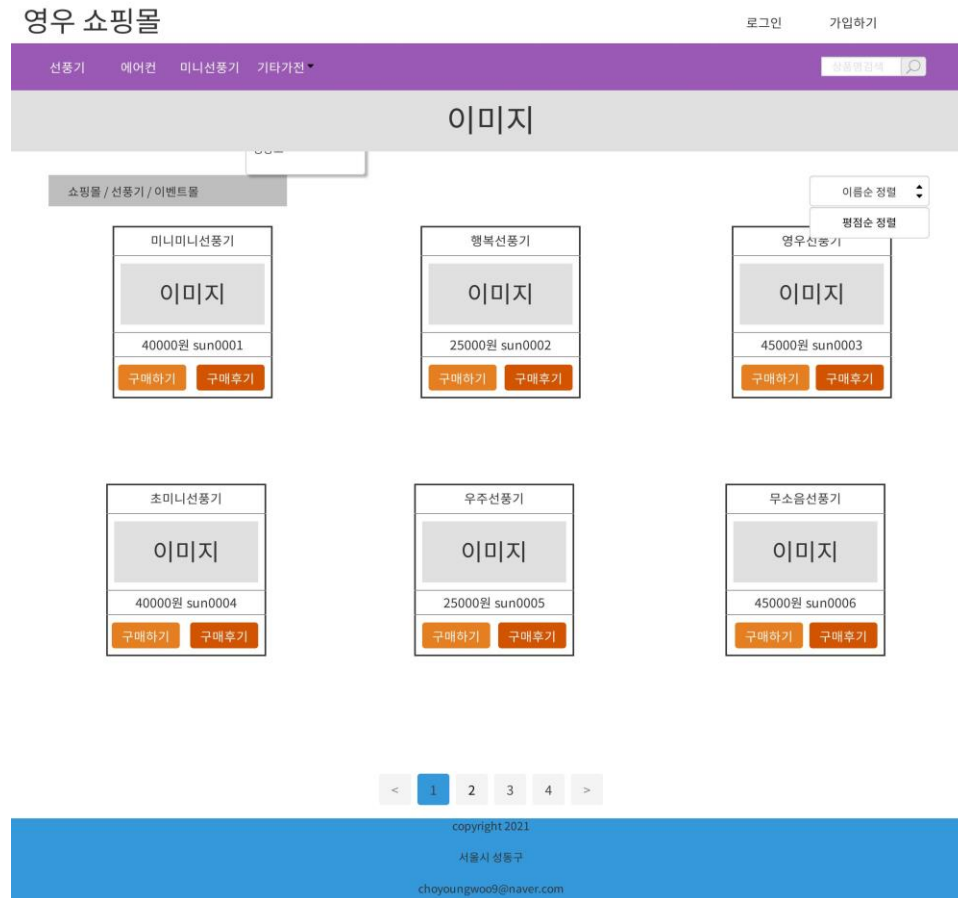 영우 쇼핑몰
로그인 가입하기
선풍기 에어컨 미니선풍기 기타가전
상품명검색
이미지
쇼핑몰 / 선풍기 / 이벤트몰
이름순 정렬
평점순 정렬
미니미니선풍기 행복선풍기 영우선풍기
이미지 이미지 이미지
40000원 sun0001 25000원 sun0002 45000원 sun0003
구매하기 구매후기 구매하기 구매후기 구매하기 구매후기
초미니선풍기 우주선풍기 무소음선풍기
이미지 이미지 이미지
40000원 sun0004 25000원 sun0005 45000원 sun0006
구매하기 구매후기 구매하기 구매후기 구매하기 구매후기
< 1 2 3 4 >
copyright 2021
서울시 성동구
choyoungwoo9@naver.com